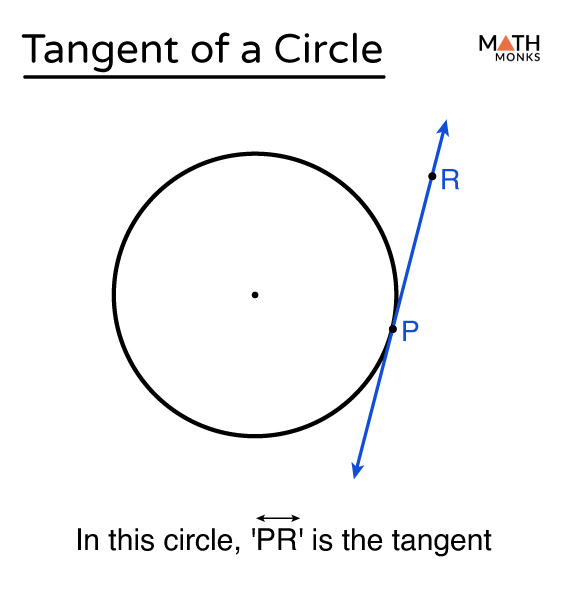 Tangent of a Circle
MATH
MONKS
R
P
In this circle, 'PR' is the tangent